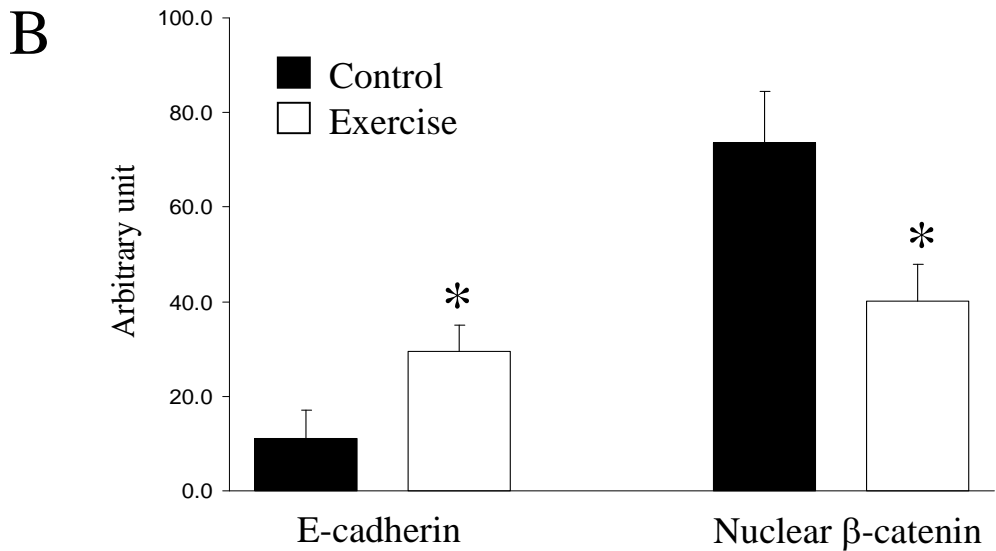 B
100.0
80.0
60.0
40.0
20.0
0.0
Arbitrary unit
Control
Exercise
*
*
E-cadherin
Nuclear β-catenin